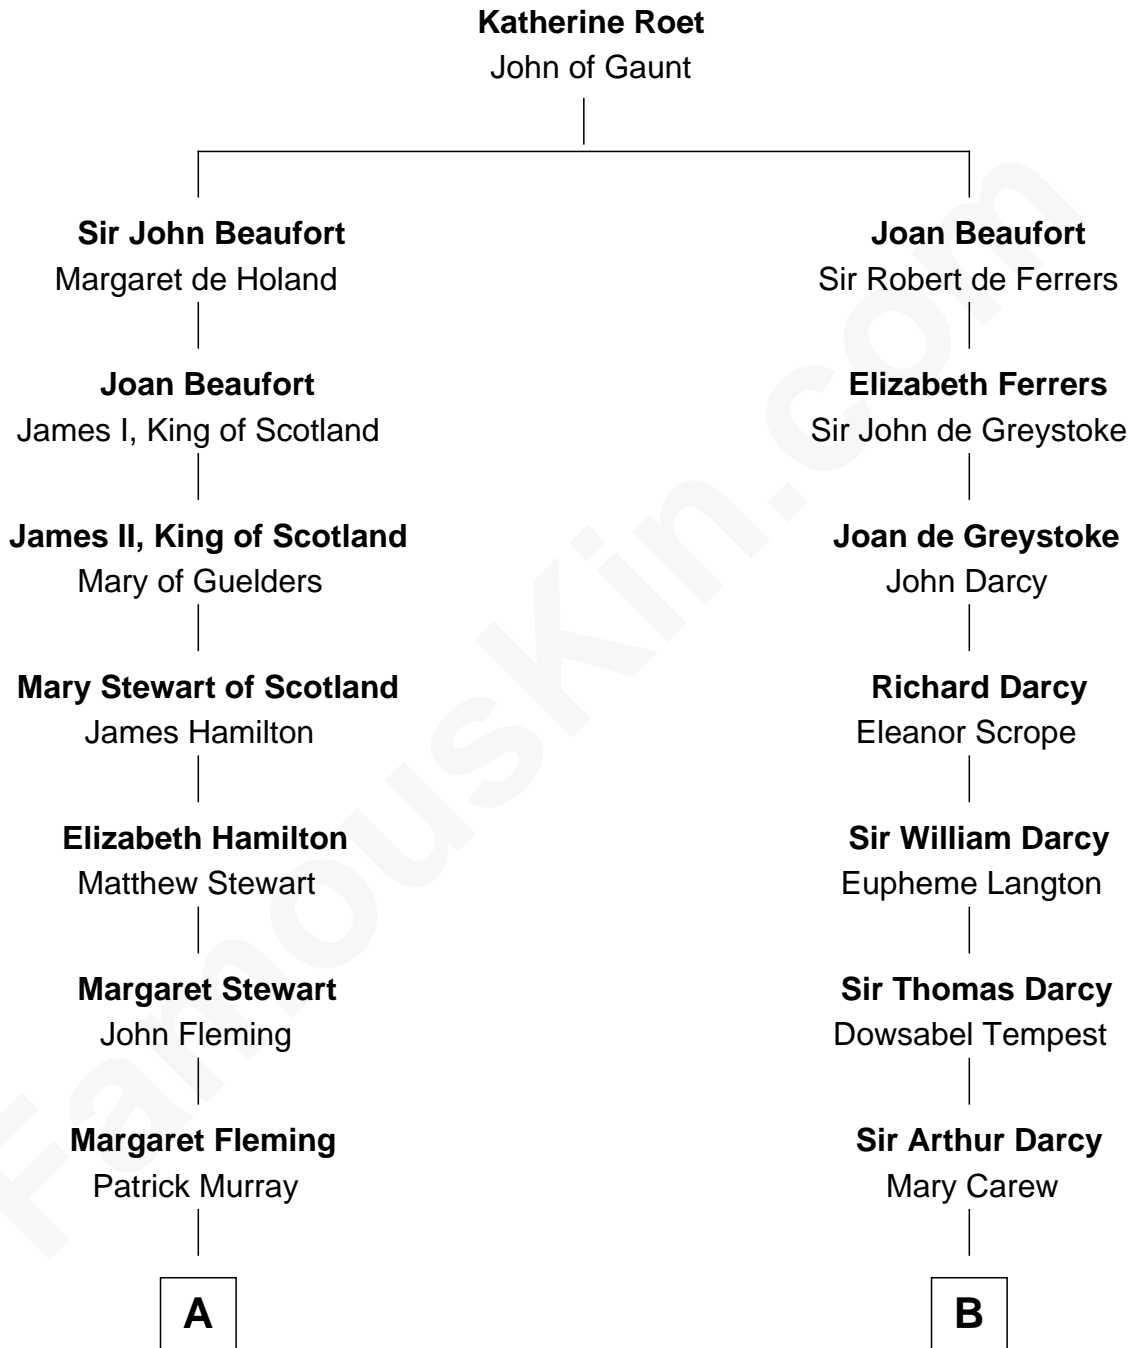 Katherine Roet
John of Gaunt
Sir John Beaufort
Margaret de Holand
Joan Beaufort
James I, King of Scotland
James II, King of Scotland
Mary of Guelders
Mary Stewart of Scotland
James Hamilton
Elizabeth Hamilton
Matthew Stewart
Margaret Stewart
John Fleming
Margaret Fleming
Patrick Murray
A
Joan Beaufort
Sir Robert de Ferrers
Elizabeth Ferrers
Sir John de Greystoke
Joan de Greystoke
John Darcy
Richard Darcy
Eleanor Scrope
Sir William Darcy
Eupheme Langton
Sir Thomas Darcy
Dowsabel Tempest
Sir Arthur Darcy
Mary Carew
B
FamousKin.com